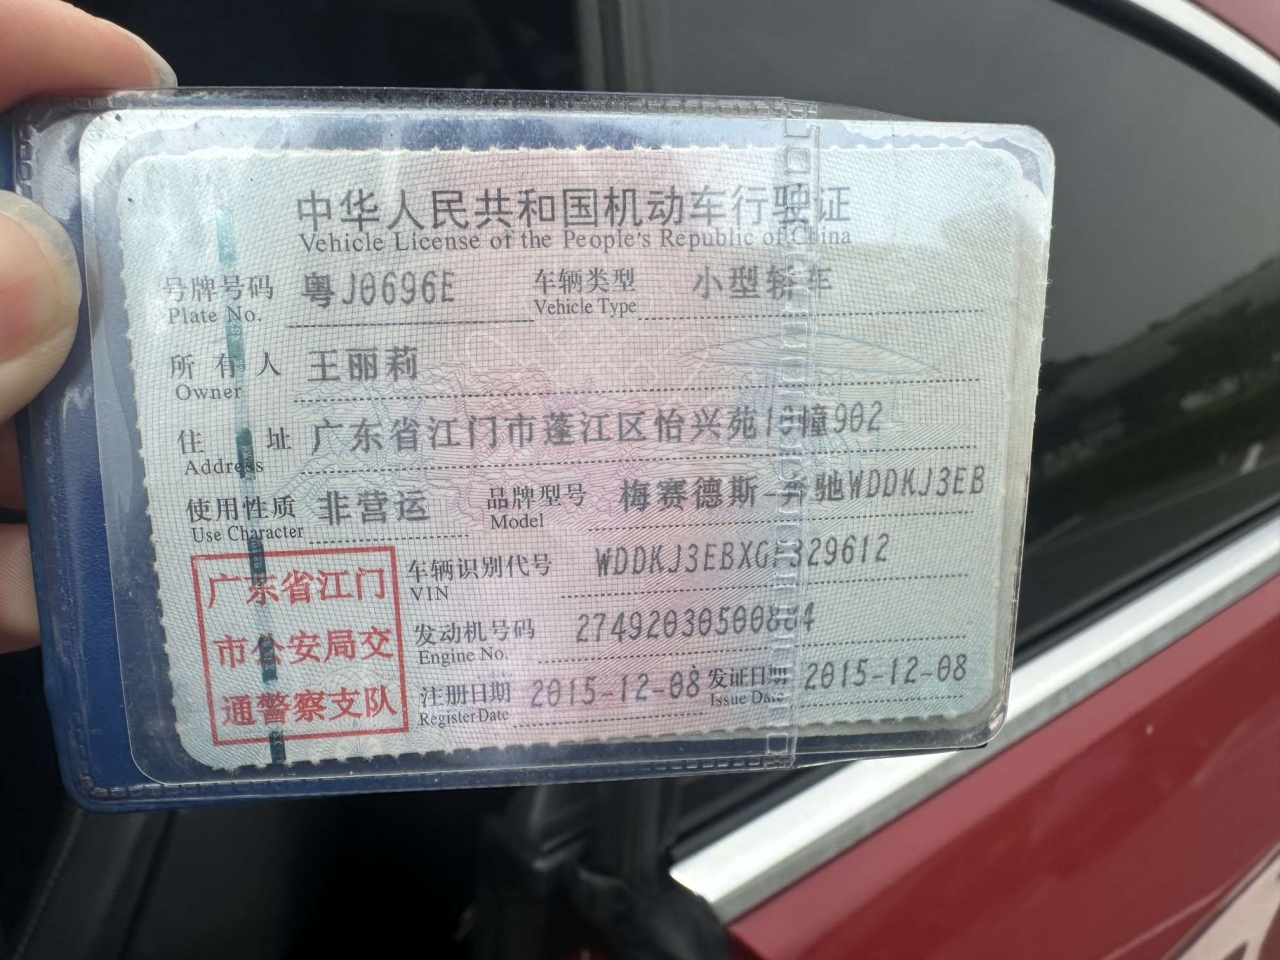 中华人民共和国机动车行驶证
Vehicle License of the People's Republic of China
号牌号码 粤J0696E 车辆类型 小型轿车
Plate No. Vehicle Type
所有人 王丽莉
Owner
住址 广东省江门市蓬江区怡兴苑10幢902
Address
使用性质 非营运 品牌型号 梅赛德斯-奔驰WDDKJ3EB
Use Character Model
车辆识别代号 WDDKJ3EBXGF329612
VIN
发动机号码
Engine No.
注册日期 2015-12-08 发证日期 2015-12-08
Register Date Issue Date
广东省江门
市公安局交
通警察支队